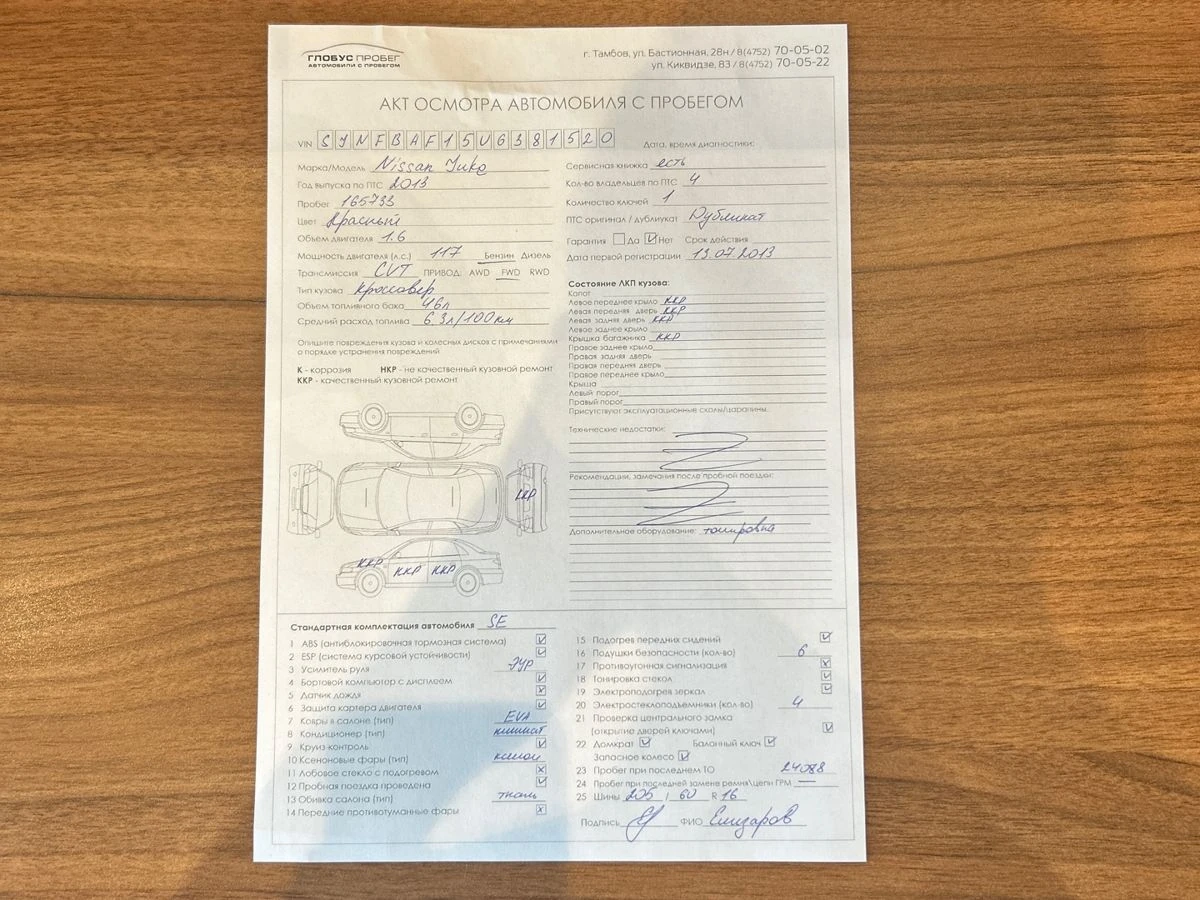 ГЛОБУС ПРОБЕГ
АВТОМОБИЛИ С ПРОБЕГОМ
г. Тамбов, ул. Бастионная, 28н / 8(4752) 70-05-02
ул. Киквидзе, 83 / 8(4752) 70-05-22
АКТ ОСМОТРА АВТОМОБИЛЯ С ПРОБЕГОМ
VIN SJNFBAF15U6381520
Дата, время диагностики:
Марка/Модель Nissan Juke
Год выпуска по ПТС 2013
Пробег 165733
Цвет Красный
Объем двигателя 1.6
Мощность двигателя (л.с.) 117 Бензин Дизель
Трансмиссия CVT ПРИВОД: AWD FWD RWD
Тип кузова кроссовер
Объем топливного бака 46л
Средний расход топлива 6.3л/100км
Опишите повреждения кузова и колесных дисков с примечаниями
о порядке устранения повреждений
К - коррозия НКР - не качественный кузовной ремонт
ККР - качественный кузовной ремонт
ККР
ККР ККР ККР
Сервисная книжка есть
Кол-во владельцев по ПТС 4
Количество ключей 1
ПТС оригинал / дубликат Дубликат
Гарантия Да Нет Срок действия
Дата первой регистрации 13.07.2013
Состояние ЛКП кузова:
Капот
Левое переднее крыло ККР
Левая передняя дверь ККР
Левая задняя дверь ККР
Левое заднее крыло
Крышка багажника ККР
Правое заднее крыло
Правая задняя дверь
Правая передняя дверь
Правое переднее крыло
Крыша
Левый порог
Правый порог
Присутствуют эксплуатационные сколы/царапины.
Технические недостатки:
Рекомендации, замечания после пробной поездки:
Дополнительное оборудование: тонировка
Стандартная комплектация автомобиля SE
1 ABS (антиблокировочная тормозная система)
2 ESP (система курсовой устойчивости)
3 Усилитель руля ЭУР
4 Бортовой компьютер с дисплеем
5 Датчик дождя
6 Защита картера двигателя
7 Ковры в салоне (тип) EVA
8 Кондиционер (тип) климат
9 Круиз-контроль
10 Ксеноновые фары (тип) ксенон
11 Лобовое стекло с подогревом
12 Пробная поездка проведена
13 Обивка салона (тип) ткань
14 Передние противотуманные фары
15 Подогрев передних сидений
16 Подушки безопасности (кол-во) 6
17 Противоугонная сигнализация
18 Тонировка стекол
19 Электроподогрев зеркал
20 Электростеклоподъемники (кол-во) 4
21 Проверка центрального замка
(открытие дверей ключами)
22 Домкрат Балонный ключ
Запасное колесо
23 Пробег при последнем ТО 24088
24 Пробег при последней замене ремня\цепи ГРМ —
25 Шины 205 / 60 R 16
Подпись ФИО Елизаров